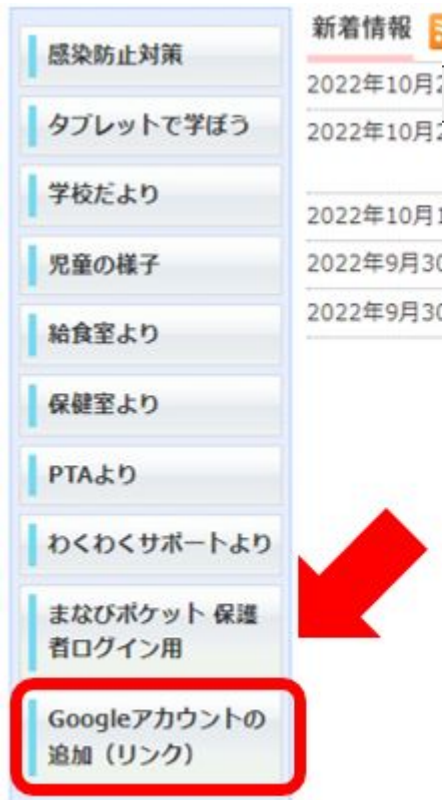 感染防止対策
タブレットで学ぼう
学校だより
児童の様子
給食室より
保健室より
PTAより
わくわくサポートより
まなびポケット 保護
者ログイン用
Googleアカウントの
追加（リンク）
新着情報
2022年10月2
2022年10月2
2022年10月1
2022年9月30
2022年9月30